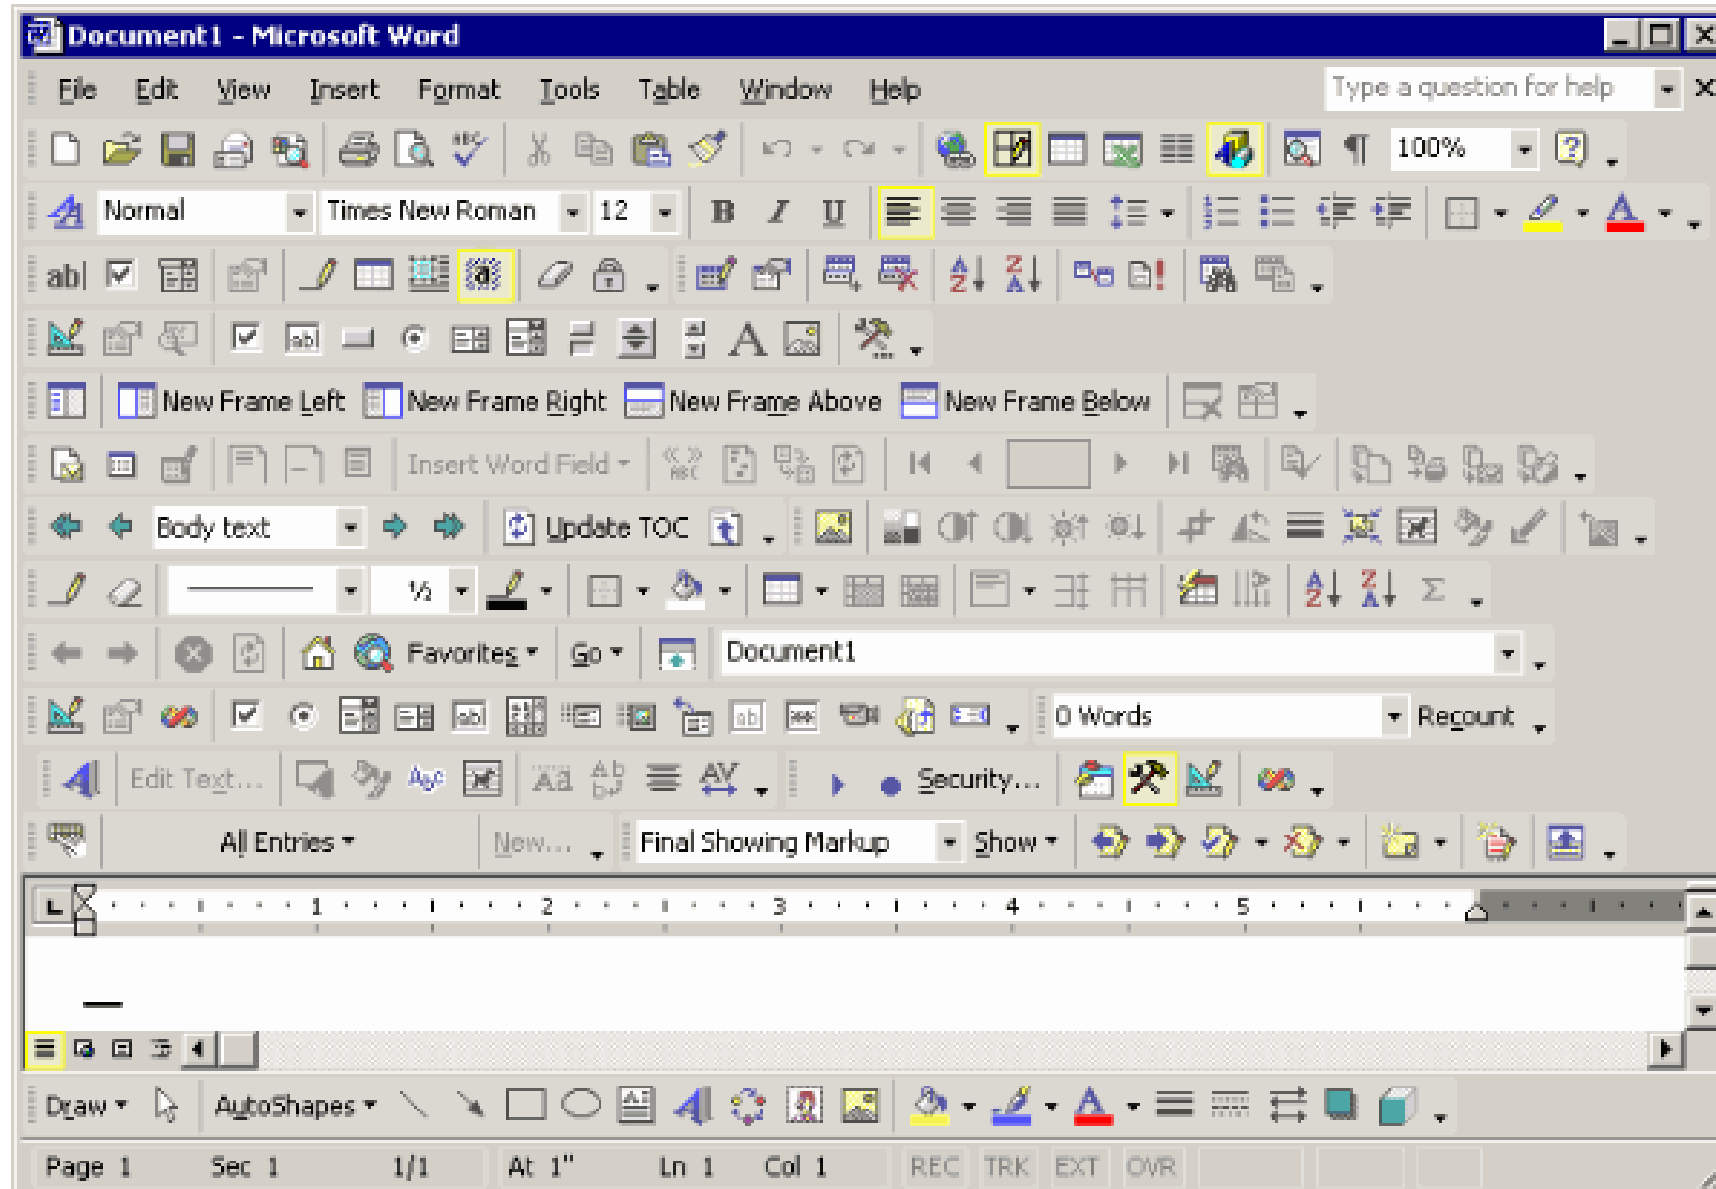 Document1 - Microsoft Word
File Edit View Insert Format Tools Table Window Help Type a question for help
100%
Normal Times New Roman 12 B I U
ab|
New Frame Left New Frame Right New Frame Above New Frame Below
Insert Word Field
Body text Update TOC
½
Favorites Go Document1
0 Words Recount
Edit Text... Security...
All Entries New... Final Showing Markup Show
1 2 3 4 5
Draw AutoShapes
Page 1 Sec 1 1/1 At 1" Ln 1 Col 1 REC TRK EXT OVR